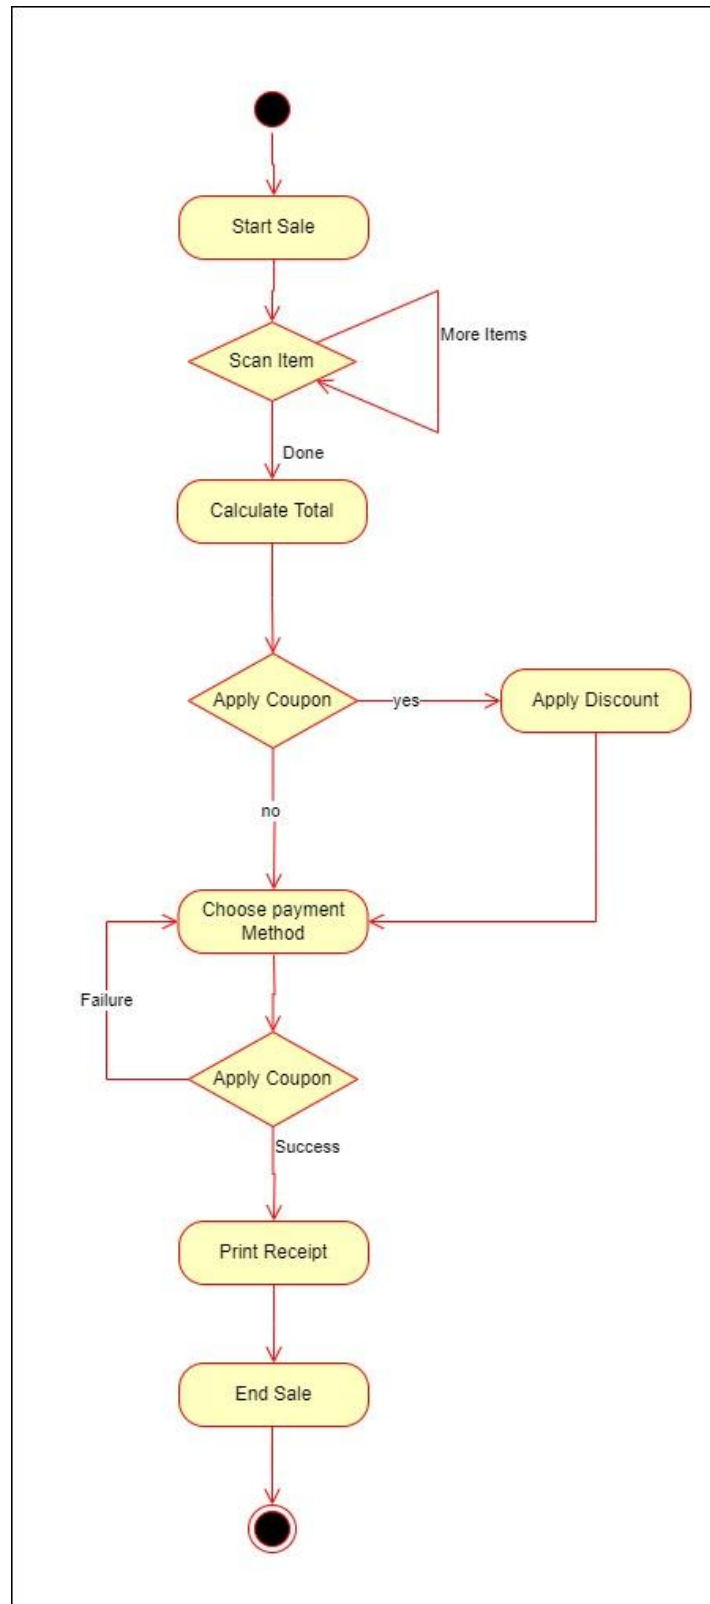 Start Sale
Scan Item
More Items
Done
Calculate Total
Apply Coupon
yes
Apply Discount
no
Choose payment
Method
Failure
Apply Coupon
Success
Print Receipt
End Sale